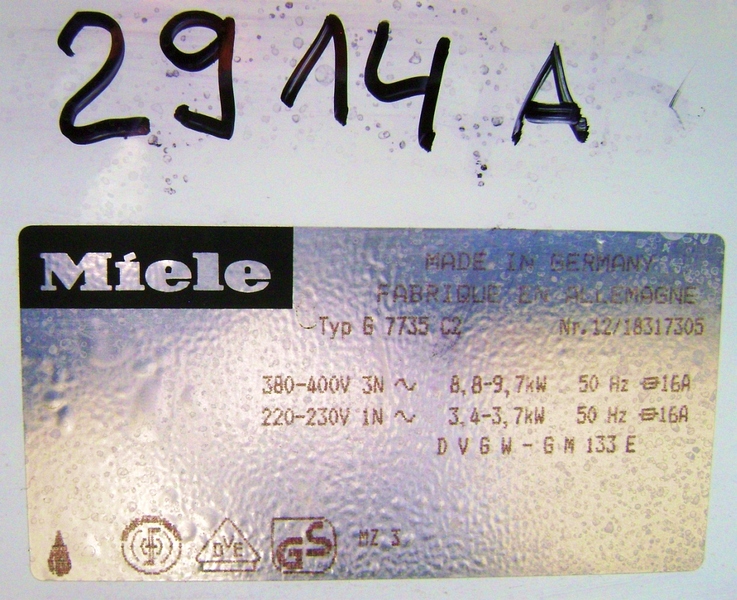 2914 A
Miele
MADE IN GERMANY
FABRIQUE EN ALLEMAGNE
Typ G 7735 C2 Nr. 12/18317305
380-400V 3N ~ 8,8-9,7kW 50 Hz 16A
220-230V 1N ~ 3,4-3,7kW 50 Hz 16A
D V G W - G M 133 E
DVE GS MZ 3